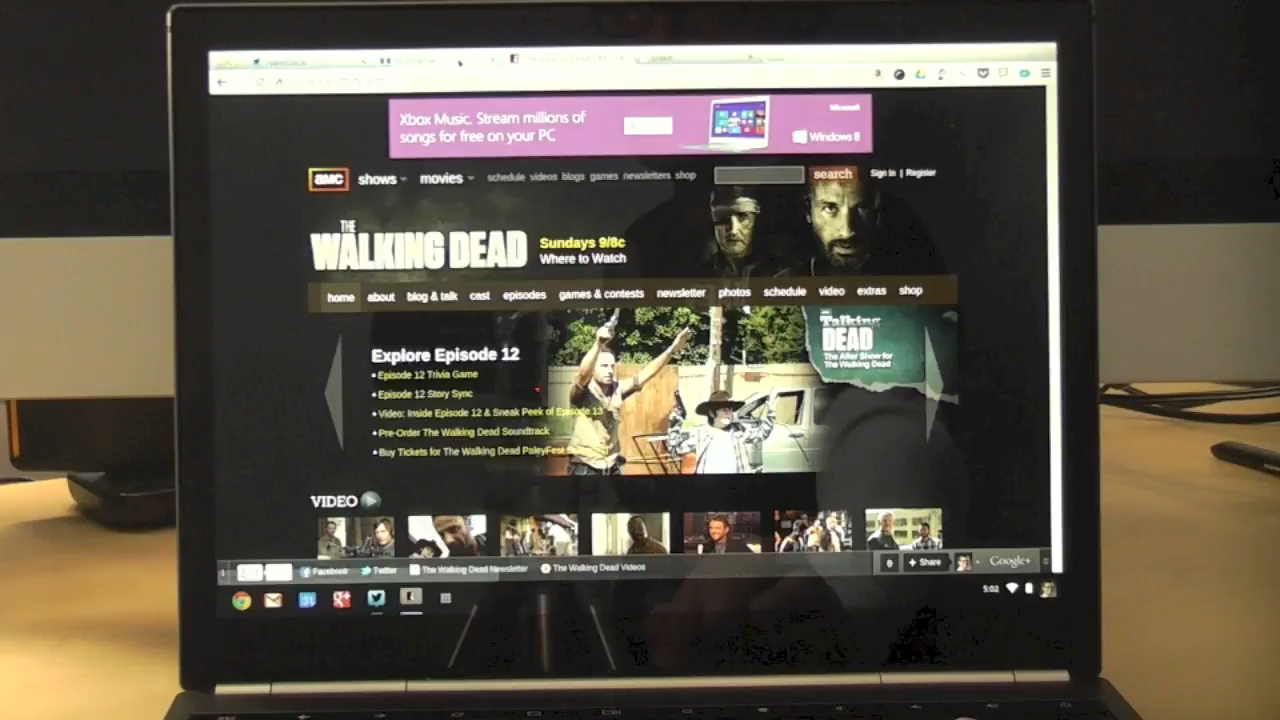 Xbox Music. Stream millions of
songs for free on your PC
Microsoft
Windows 8
amc shows movies schedule videos blogs games newsletters shop search Sign In | Register
THE
WALKING DEAD
Sundays 9/8c
Where to Watch
home about blog & talk cast episodes games & contests newsletter photos schedule video extras shop
Explore Episode 12
Episode 12 Trivia Game
Episode 12 Story Sync
Video: Inside Episode 12 & Sneak Peek of Episode 13
Pre-Order The Walking Dead Soundtrack
Buy Tickets for The Walking Dead PaleyFest
Talking
DEAD
The After Show for
The Walking Dead
VIDEO
Facebook Twitter The Walking Dead Newsletter The Walking Dead Videos 0 + Share Google+
31 5:02